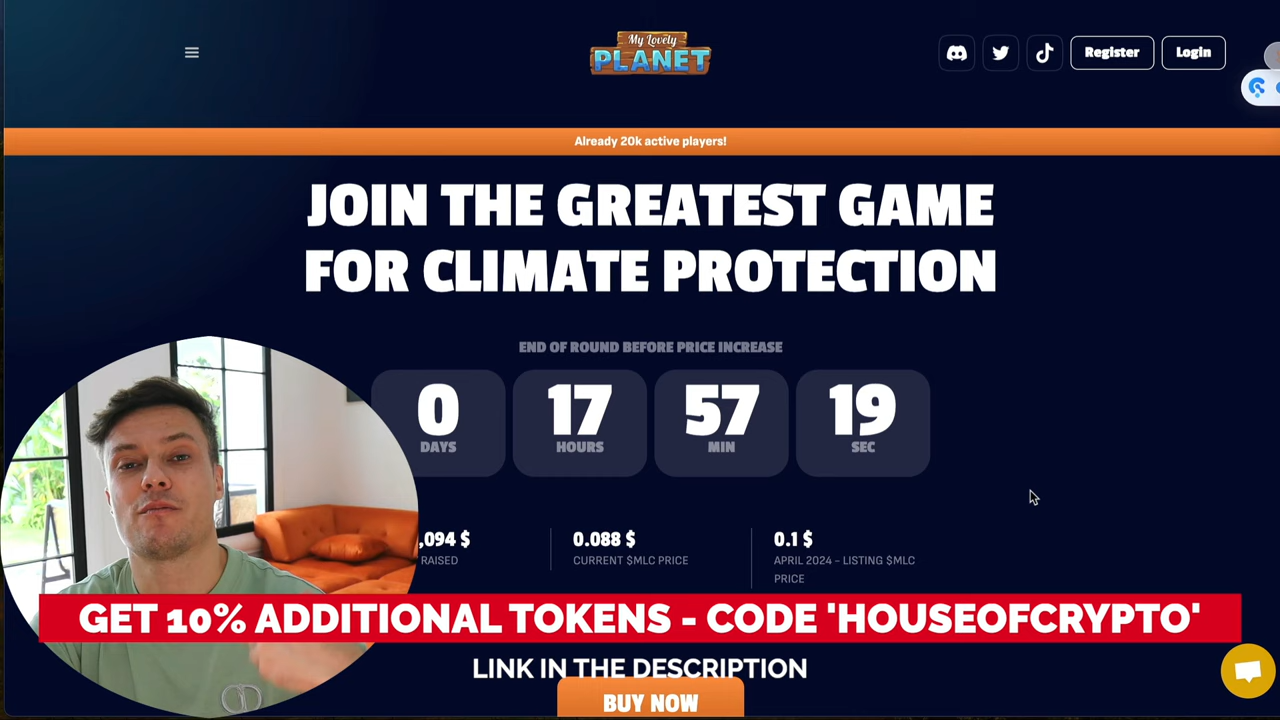 My Lovely
PLANET
Register
Login
Already 20k active players!
JOIN THE GREATEST GAME
FOR CLIMATE PROTECTION
END OF ROUND BEFORE PRICE INCREASE
0
17
57
19
DAYS
HOURS
MIN
SEC
,094 $
0.088 $
0.1 $
RAISED
CURRENT $MLC PRICE
APRIL 2024 - LISTING $MLC
PRICE
GET 10% ADDITIONAL TOKENS - CODE 'HOUSEOFCRYPTO'
LINK IN THE DESCRIPTION
BUY NOW